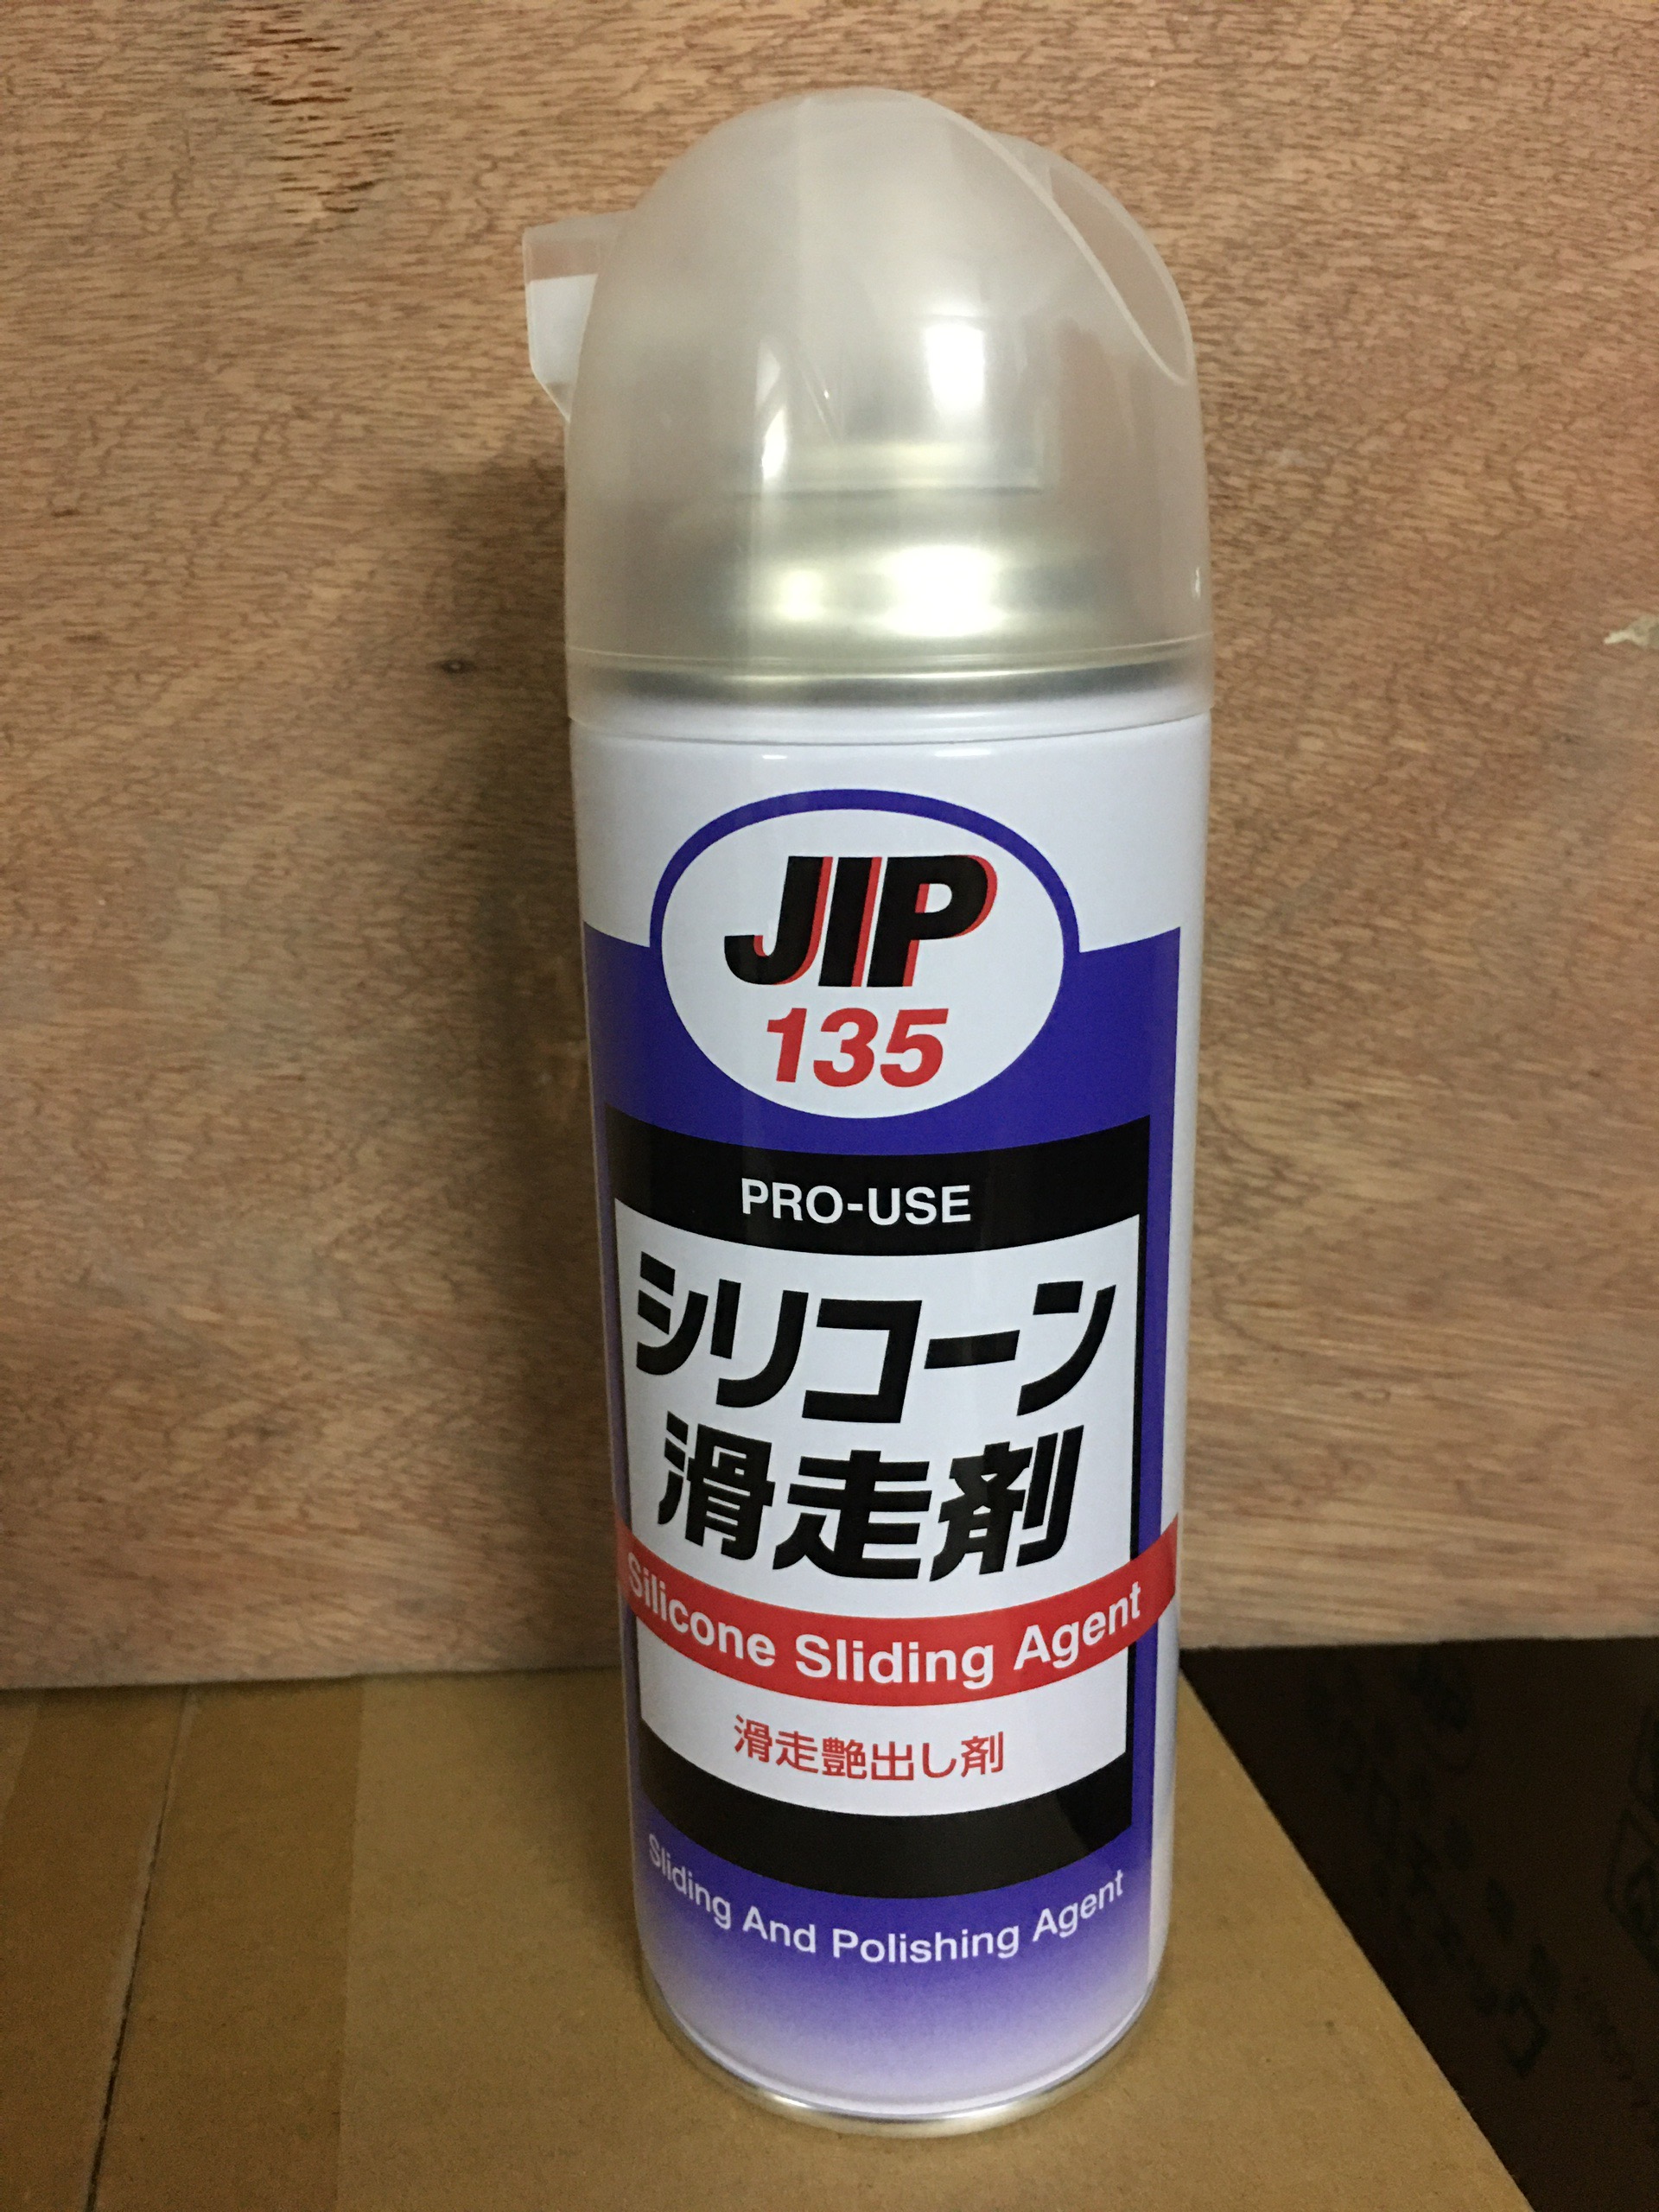 JIP
135
PRO-USE
シリコーン
滑走剤
Silicone Sliding Agent
滑走艶出し剤
Sliding And Polishing Agent